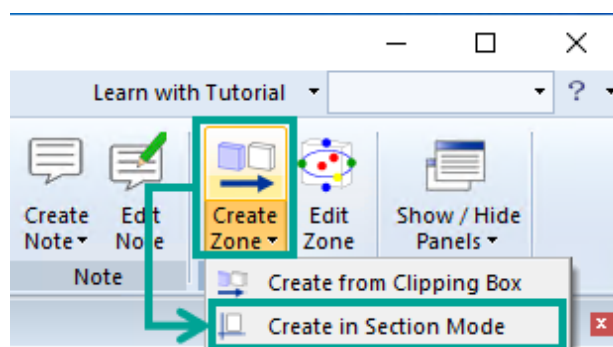 Learn with Tutorial
?
Create Edit Create Edit Show / Hide
Note Note Zone Zone Panels
Note
Create from Clipping Box
Create in Section Mode